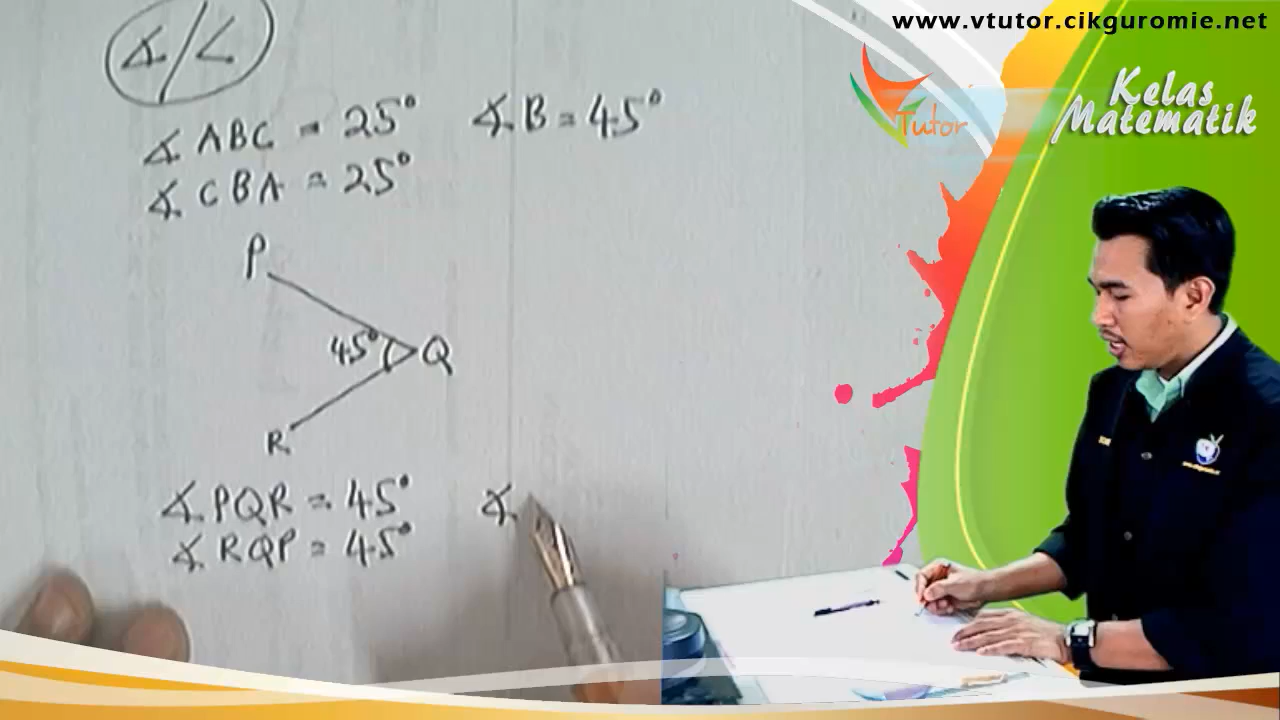 www.vtutor.cikguromie.net
Kelas
Matematik
Tutor
∡/<
∡ ABC = 25°
∡ B = 45°
∡ CBA = 25°
P
45°
Q
R
∡ PQR = 45°
∡
∡ RQP = 45°